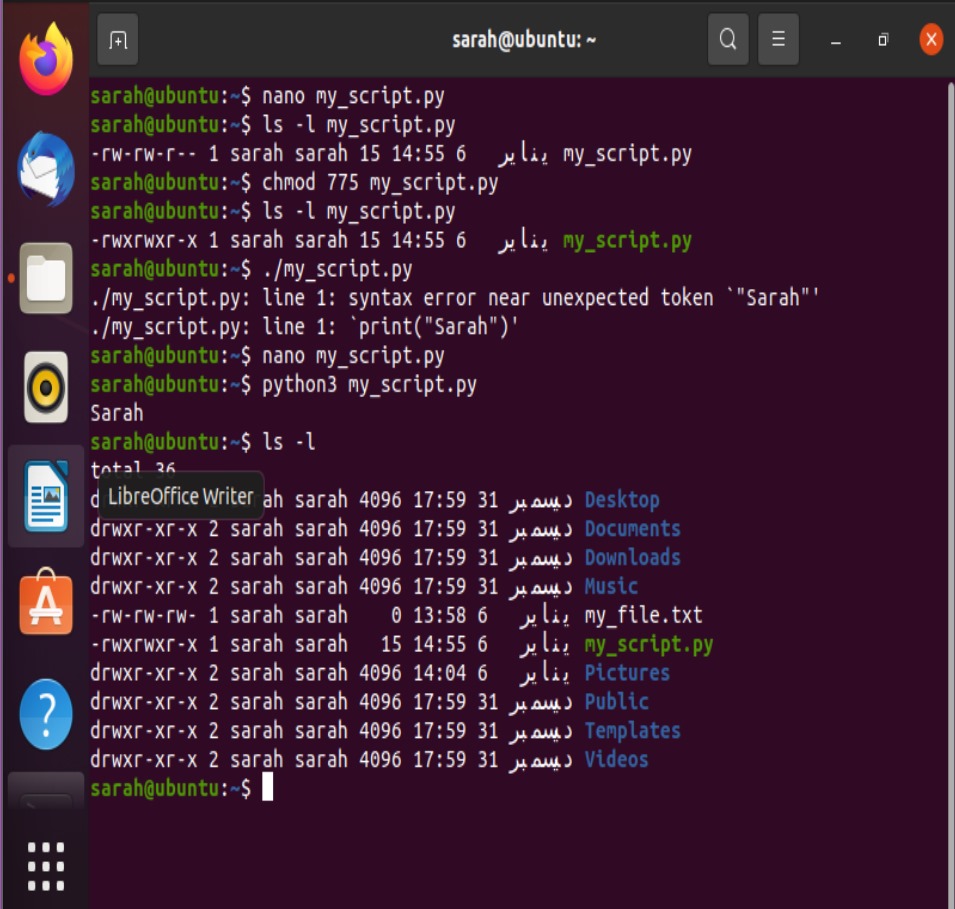 sarah@ubuntu: ~
sarah@ubuntu:~$ nano my_script.py
sarah@ubuntu:~$ ls -l my_script.py
-rw-rw-r-- 1 sarah sarah 15 14:55 6 يناير my_script.py
sarah@ubuntu:~$ chmod 775 my_script.py
sarah@ubuntu:~$ ls -l my_script.py
-rwxrwxr-x 1 sarah sarah 15 14:55 6 يناير my_script.py
sarah@ubuntu:~$ ./my_script.py
./my_script.py: line 1: syntax error near unexpected token `"Sarah"'
./my_script.py: line 1: `print("Sarah")'
sarah@ubuntu:~$ nano my_script.py
sarah@ubuntu:~$ python3 my_script.py
Sarah
sarah@ubuntu:~$ ls -l
total 36
LibreOffice Writer
sarah 4096 17:59 31 ديسمبر Desktop
drwxr-xr-x 2 sarah sarah 4096 17:59 31 ديسمبر Documents
drwxr-xr-x 2 sarah sarah 4096 17:59 31 ديسمبر Downloads
drwxr-xr-x 2 sarah sarah 4096 17:59 31 ديسمبر Music
-rw-rw-rw- 1 sarah sarah 0 13:58 6 يناير my_file.txt
-rwxrwxr-x 1 sarah sarah 15 14:55 6 يناير my_script.py
drwxr-xr-x 2 sarah sarah 4096 14:04 6 يناير Pictures
drwxr-xr-x 2 sarah sarah 4096 17:59 31 ديسمبر Public
drwxr-xr-x 2 sarah sarah 4096 17:59 31 ديسمبر Templates
drwxr-xr-x 2 sarah sarah 4096 17:59 31 ديسمبر Videos
sarah@ubuntu:~$